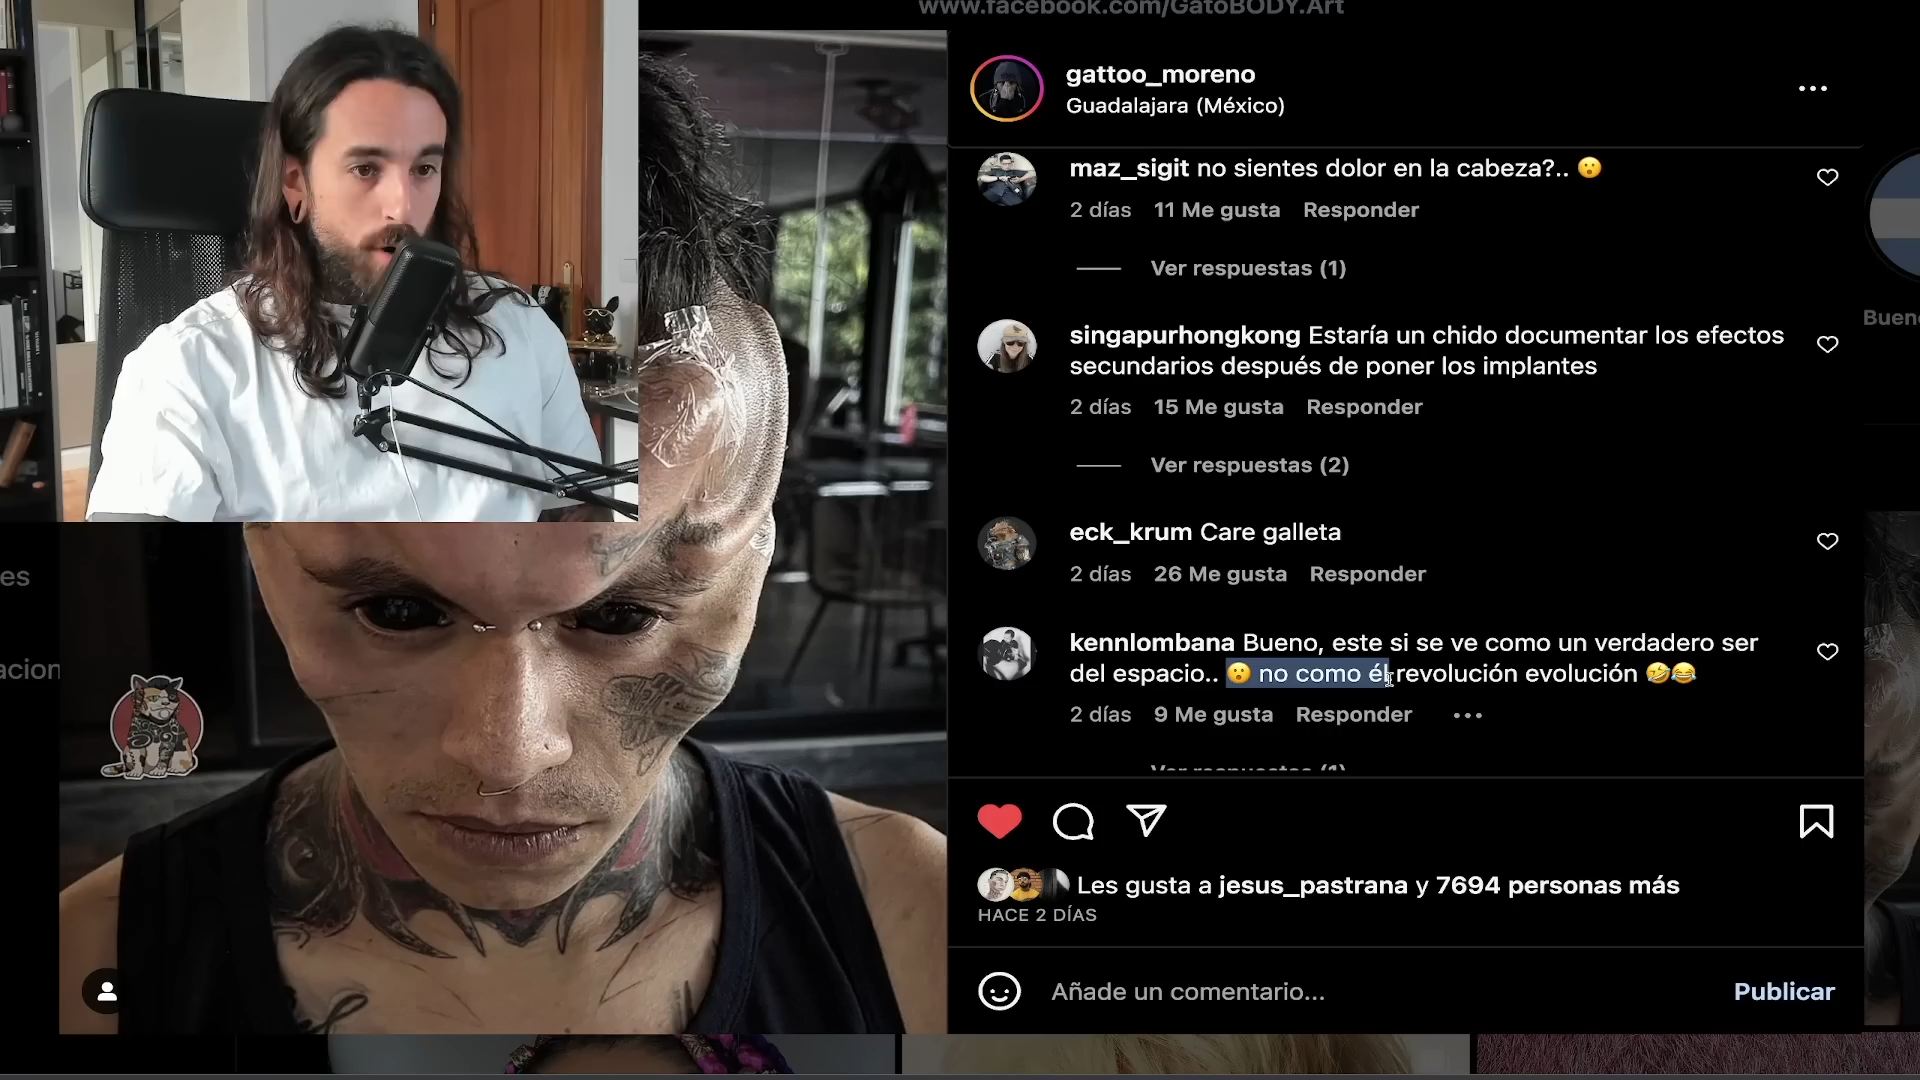 www.facebook.com/GatoBODY.Art
gattoo_moreno
Guadalajara (México)
maz_sigit no sientes dolor en la cabeza?.. 😮
2 días 11 Me gusta Responder
Ver respuestas (1)
singapurhongkong Estaría un chido documentar los efectos
secundarios después de poner los implantes
2 días 15 Me gusta Responder
Ver respuestas (2)
eck_krum Care galleta
2 días 26 Me gusta Responder
kennlombana Bueno, este si se ve como un verdadero ser
del espacio.. 😮 no como él revolución evolución 🤣😂
2 días 9 Me gusta Responder
Ver respuestas (1)
Les gusta a jesus_pastrana y 7694 personas más
HACE 2 DÍAS
Añade un comentario...
Publicar
es
acion
Buen